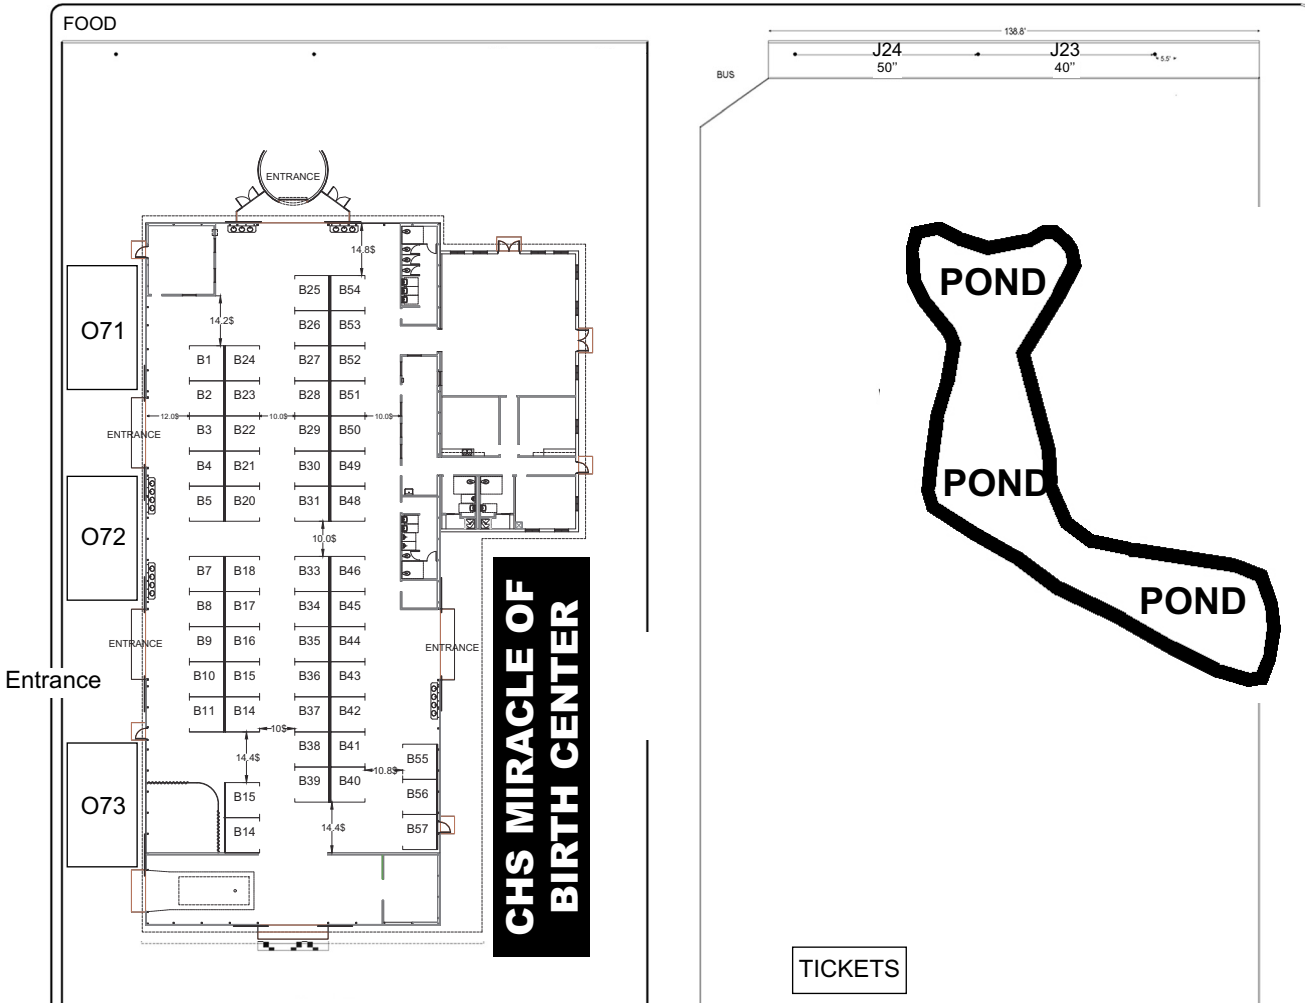 FOOD
138.8'
J24
J23
50"
40"
5.5'
BUS
ENTRANCE
14.8$
POND
B25 B54
14.2$
B26 B53
O71
B1 B24 B27 B52
B2 B23 B28 B51
12.0$ 10.0$ 10.0$
ENTRANCE
B3 B22 B29 B50
B4 B21 B30 B49
POND
B5 B20 B31 B48
O72
10.0$
B7 B18 B33 B46
B8 B17 B34 B45
POND
ENTRANCE
B9 B16 B35 B44
ENTRANCE
Entrance
B10 B15 B36 B43
B11 B14 B37 B42
10$
B38 B41
14.4$
B55
10.8$
B39 B40
B15
B56
O73
14.4$
B14
B57
CHS MIRACLE OF
BIRTH CENTER
TICKETS